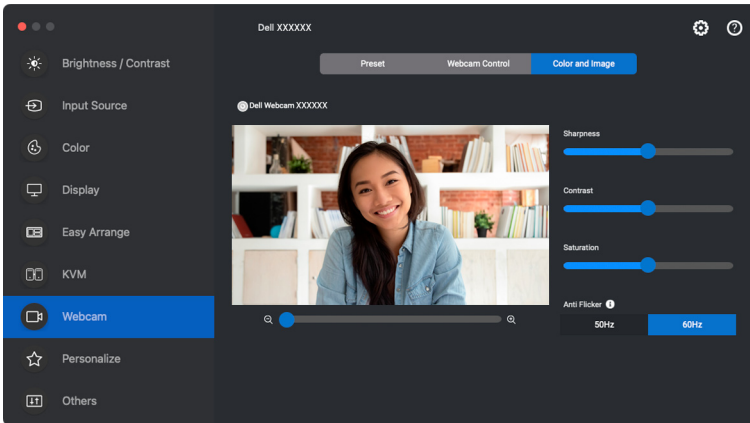 Dell XXXXXX
Brightness / Contrast
Input Source
Color
Display
Easy Arrange
KVM
Webcam
Personalize
Others
Preset
Webcam Control
Color and Image
Dell Webcam XXXXXX
Sharpness
Contrast
Saturation
Anti Flicker
50Hz
60Hz